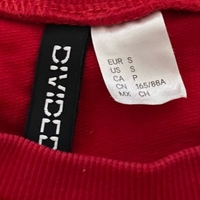 DIVIDED
EUR S
US S
CA P
CN 165/88A
MX CH